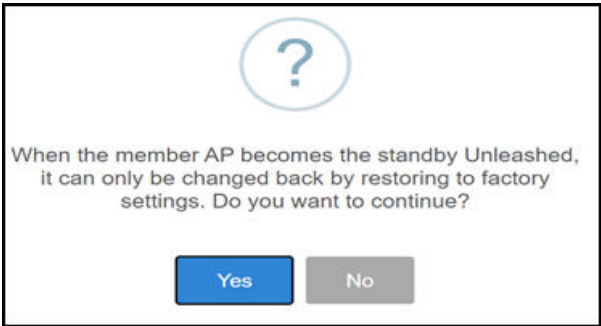 ?
When the member AP becomes the standby Unleashed,
it can only be changed back by restoring to factory
settings. Do you want to continue?
Yes
No